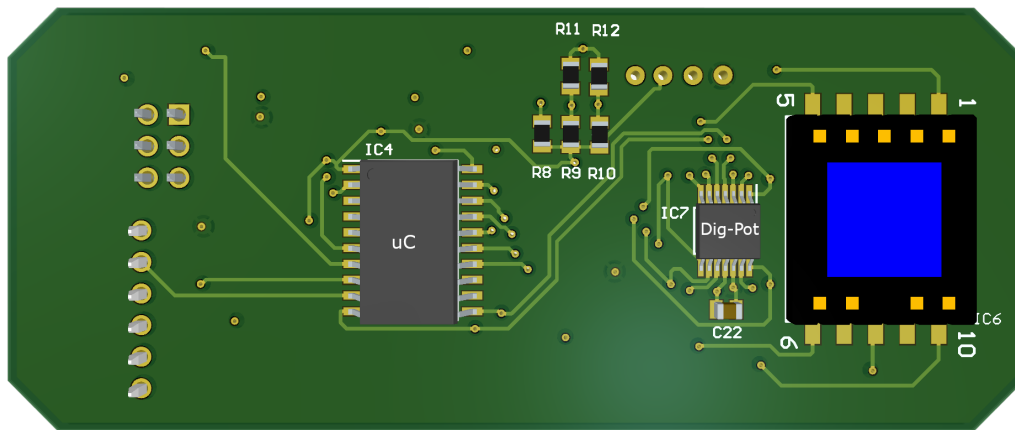 R11 R12
5 1
IC4
R8 R9 R10
IC7
Dig-Pot
uC
C22
IC6
6 10